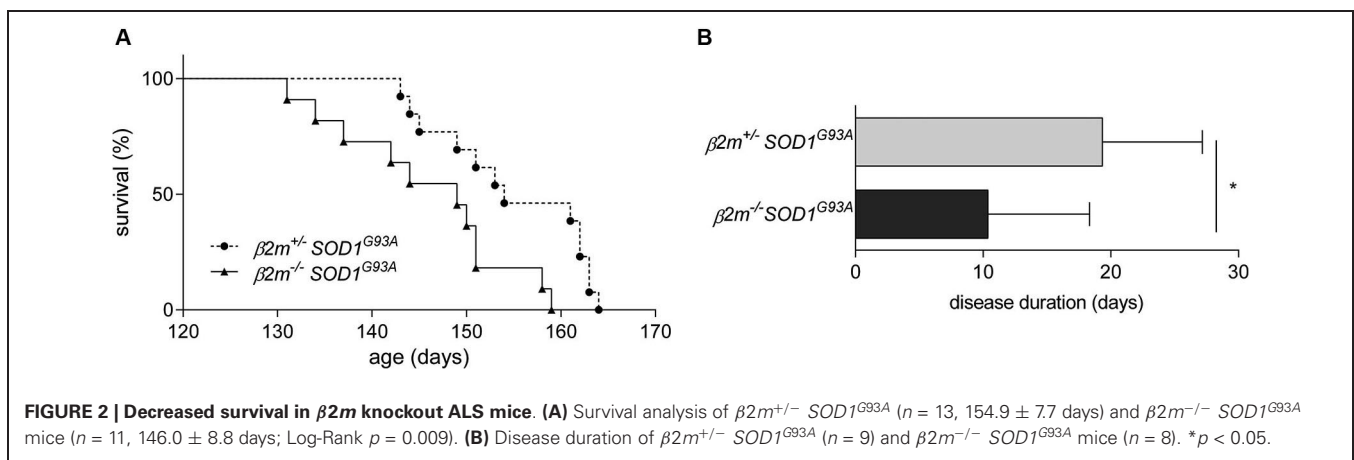 A
B
100
50
0
survival (%)
β2m+/- SOD1G93A
β2m-/- SOD1G93A
120 130 140 150 160 170
age (days)
β2m+/- SOD1G93A
β2m-/-SOD1G93A
*
0 10 20 30
disease duration (days)
FIGURE 2 | Decreased survival in β2m knockout ALS mice. (A) Survival analysis of β2m+/− SOD1G93A (n = 13, 154.9 ± 7.7 days) and β2m−/− SOD1G93A
mice (n = 11, 146.0 ± 8.8 days; Log-Rank p = 0.009). (B) Disease duration of β2m+/− SOD1G93A (n = 9) and β2m−/− SOD1G93A mice (n = 8). *p < 0.05.